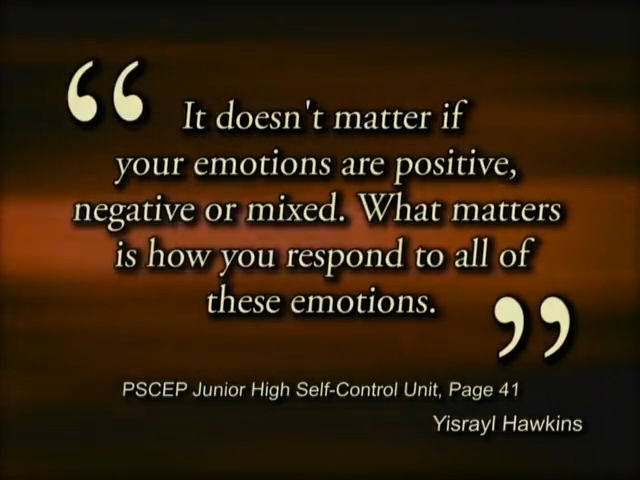 “ It doesn't matter if
your emotions are positive,
negative or mixed. What matters
is how you respond to all of
these emotions. ”
PSCEP Junior High Self-Control Unit, Page 41
Yisrayl Hawkins